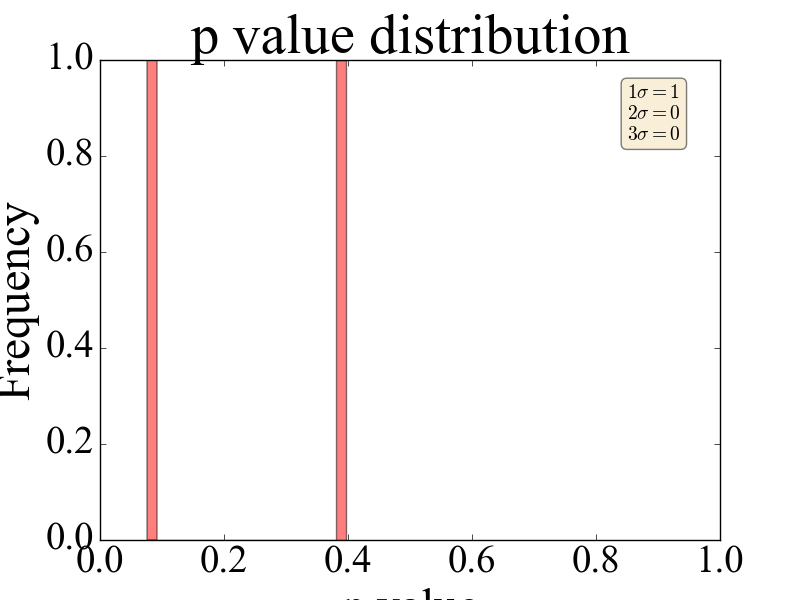 p value distribution
1σ = 1
2σ = 0
3σ = 0
1.0
0.8
0.6
0.4
0.2
0.0
Frequency
0.0 0.2 0.4 0.6 0.8 1.0
p value